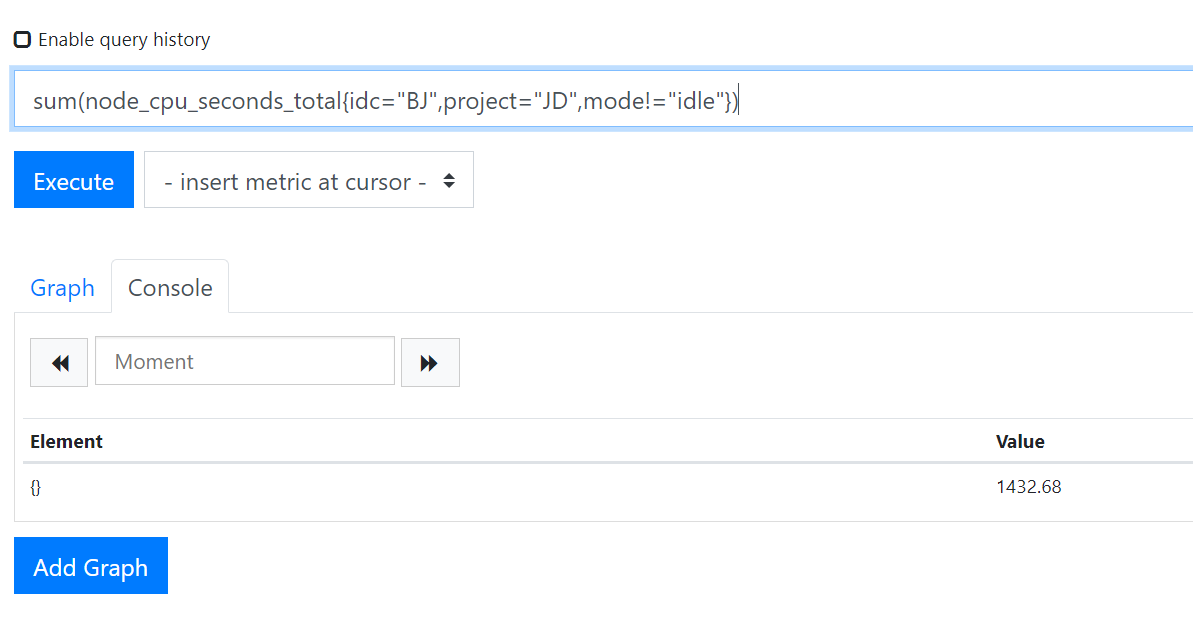 Enable query history
sum(node_cpu_seconds_total{idc="BJ",project="JD",mode!="idle"})
Execute - insert metric at cursor -
Graph Console
Moment
Element Value
{} 1432.68
Add Graph